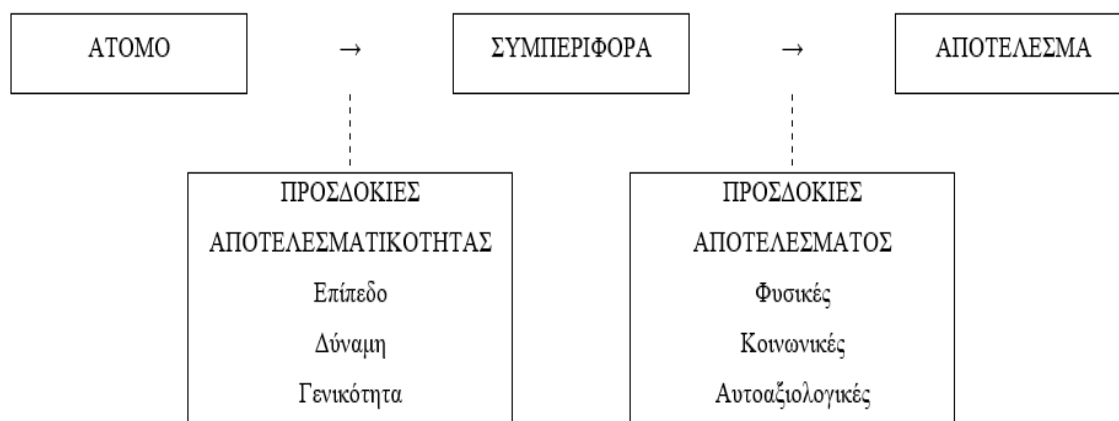 ΑΤΟΜΟ → ΣΥΜΠΕΡΙΦΟΡΑ → ΑΠΟΤΕΛΕΣΜΑ
ΠΡΟΣΔΟΚΙΕΣ
ΑΠΟΤΕΛΕΣΜΑΤΙΚΟΤΗΤΑΣ
Επίπεδο
Δύναμη
Γενικότητα
ΠΡΟΣΔΟΚΙΕΣ
ΑΠΟΤΕΛΕΣΜΑΤΟΣ
Φυσικές
Κοινωνικές
Αυτοαξιολογικές